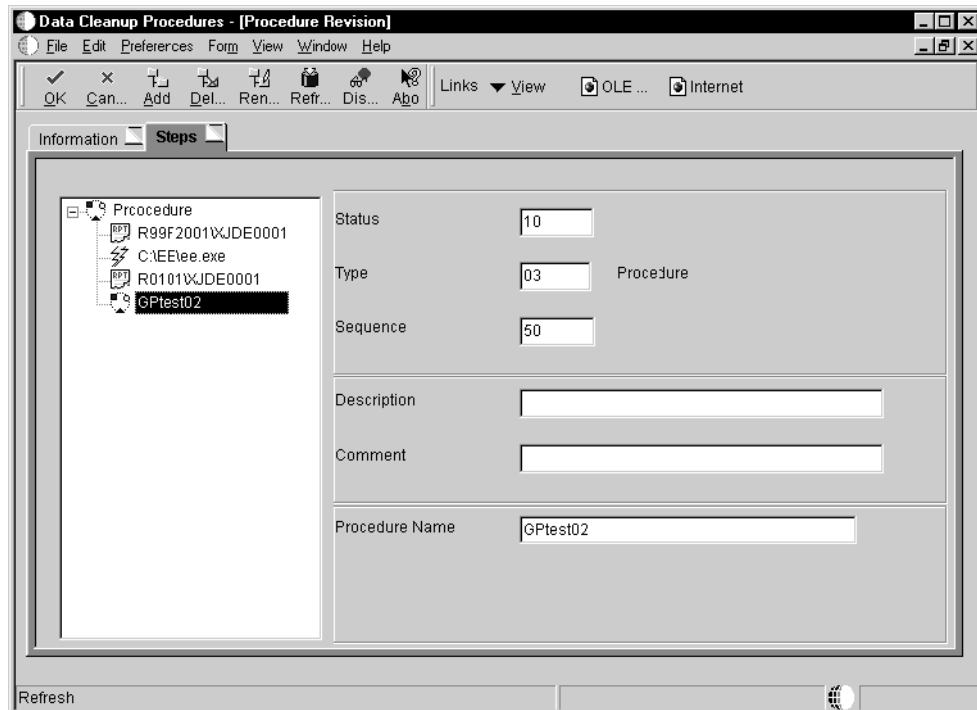 Data Cleanup Procedures - [Procedure Revision]
File Edit Preferences Form View Window Help
OK Can... Add Del... Ren... Refr... Dis... Abo Links View OLE ... Internet
Information Steps
Prcocedure
R99F2001\XJDE0001
C:\EE\ee.exe
R0101\XJDE0001
GPtest02
Status 10
Type 03 Procedure
Sequence 50
Description
Comment
Procedure Name GPtest02
Refresh